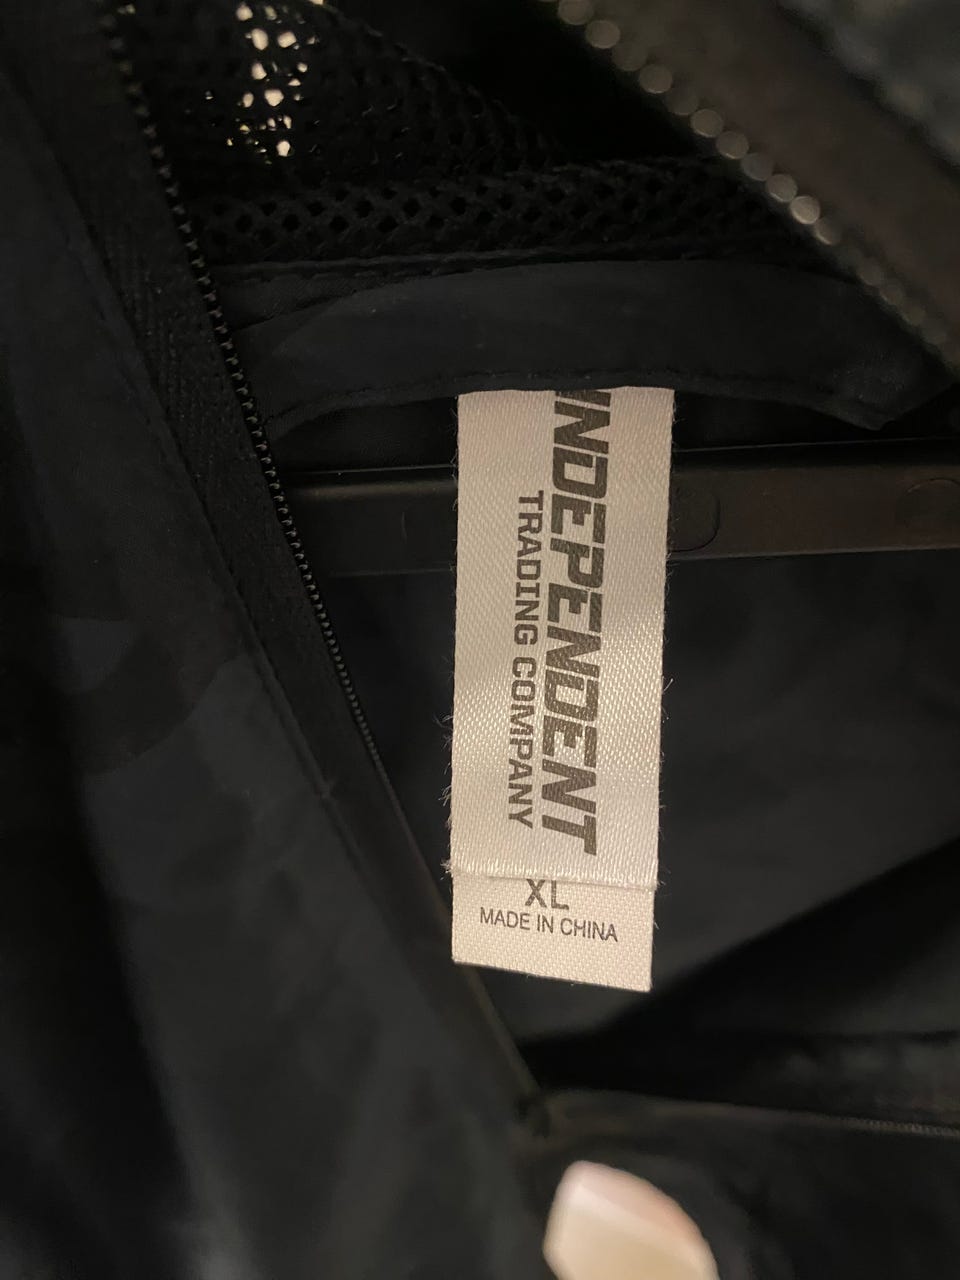 INDEPENDENT
TRADING COMPANY
XL
MADE IN CHINA